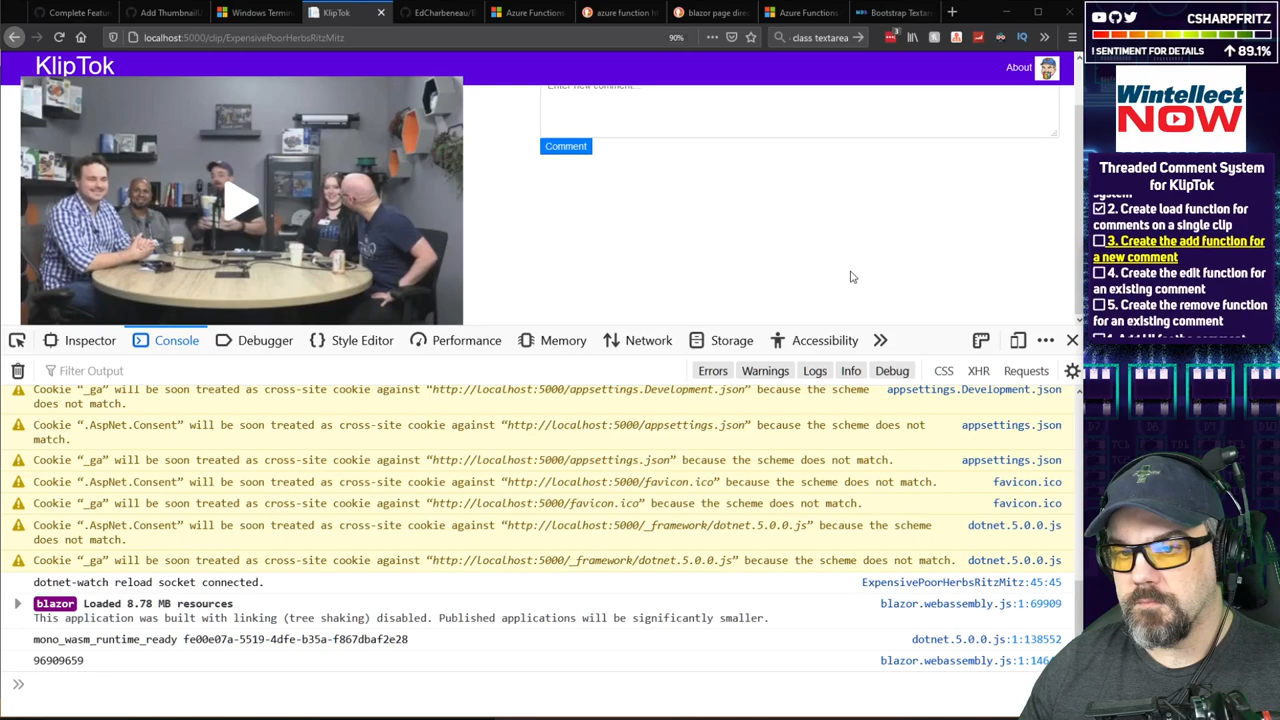 Complete Featu
Add ThumbnailU
Windows Termin
KlipTok
EdCharbeneau/B
Azure Functions
azure function h
blazor page dire
Azure Functions
Bootstrap Textar
localhost:5000/clip/ExpensivePoorHerbsRitzMitz
90%
class textarea
KlipTok
About
Enter new comment...
Comment
Inspector
Console
Debugger
Style Editor
Performance
Memory
Network
Storage
Accessibility
Filter Output
Errors
Warnings
Logs
Info
Debug
CSS
XHR
Requests
Cookie “_ga” will be soon treated as cross-site cookie against “http://localhost:5000/appsettings.Development.json” because the scheme appsettings.Development.json
does not match.
Cookie “.AspNet.Consent” will be soon treated as cross-site cookie against “http://localhost:5000/appsettings.json” because the scheme does not appsettings.json
match.
Cookie “_ga” will be soon treated as cross-site cookie against “http://localhost:5000/appsettings.json” because the scheme does not match. appsettings.json
Cookie “.AspNet.Consent” will be soon treated as cross-site cookie against “http://localhost:5000/favicon.ico” because the scheme does not match. favicon.ico
Cookie “_ga” will be soon treated as cross-site cookie against “http://localhost:5000/favicon.ico” because the scheme does not match. favicon.ico
Cookie “.AspNet.Consent” will be soon treated as cross-site cookie against “http://localhost:5000/_framework/dotnet.5.0.0.js” because the scheme dotnet.5.0.0.js
does not match.
Cookie “_ga” will be soon treated as cross-site cookie against “http://localhost:5000/_framework/dotnet.5.0.0.js” because the scheme does not match. dotnet.5.0.0.js
dotnet-watch reload socket connected. ExpensivePoorHerbsRitzMitz:45:45
blazor Loaded 8.78 MB resources blazor.webassembly.js:1:69909
This application was built with linking (tree shaking) disabled. Published applications will be significantly smaller.
mono_wasm_runtime_ready fe00e07a-5519-4dfe-b35a-f867dbaf2e28 dotnet.5.0.0.js:1:138552
96909659 blazor.webassembly.js:1:146
CSHARPFRITZ
SENTIMENT FOR DETAILS
89.1%
Wintellect
NOW
Threaded Comment System
for KlipTok
system
2. Create load function for
comments on a single clip
3. Create the add function for
a new comment
4. Create the edit function for
an existing comment
5. Create the remove function
for an existing comment